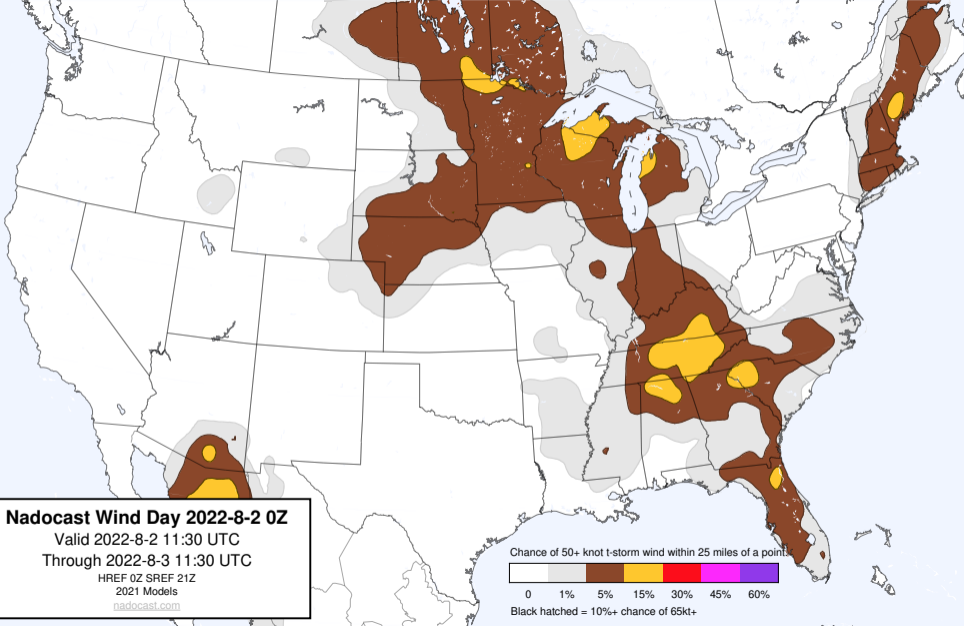 Nadocast Wind Day 2022-8-2 0Z
Valid 2022-8-2 11:30 UTC
Through 2022-8-3 11:30 UTC
HREF 0Z SREF 21Z
2021 Models
nadocast.com
Chance of 50+ knot t-storm wind within 25 miles of a point.
0 1% 5% 15% 30% 45% 60%
Black hatched = 10%+ chance of 65kt+